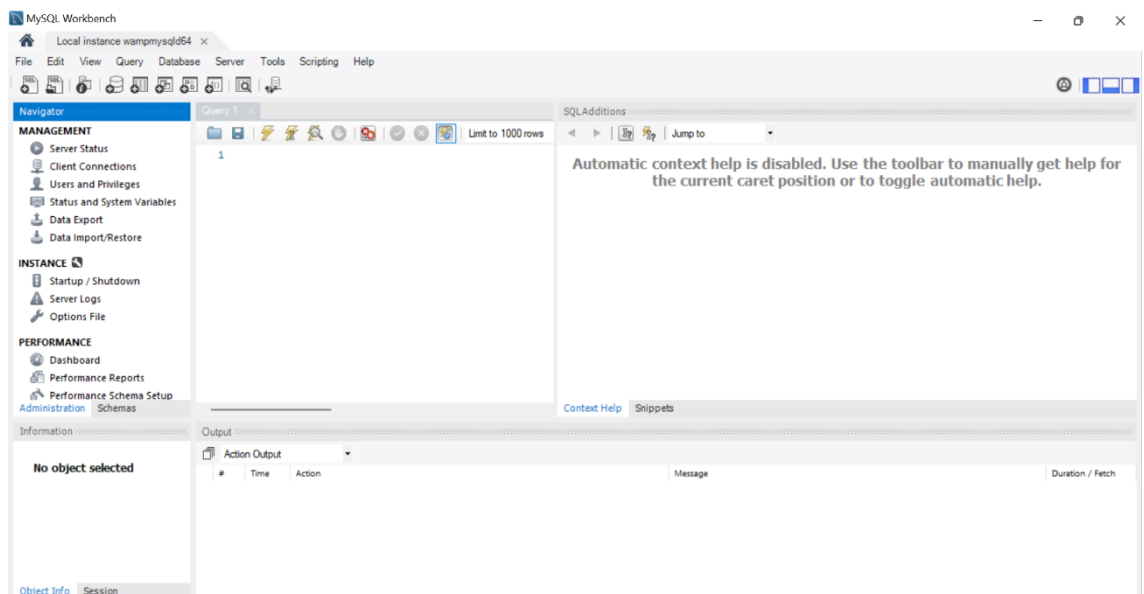 MySQL Workbench
Local instance wampmysqld64
File Edit View Query Database Server Tools Scripting Help
Navigator
MANAGEMENT
Server Status
Client Connections
Users and Privileges
Status and System Variables
Data Export
Data Import/Restore
INSTANCE
Startup / Shutdown
Server Logs
Options File
PERFORMANCE
Dashboard
Performance Reports
Performance Schema Setup
Administration Schemas
Query 1
Limit to 1000 rows
1
SQLAdditions
Jump to
Automatic context help is disabled. Use the toolbar to manually get help for
the current caret position or to toggle automatic help.
Context Help Snippets
Information
No object selected
Object Info Session
Output
Action Output
# Time Action Message Duration / Fetch